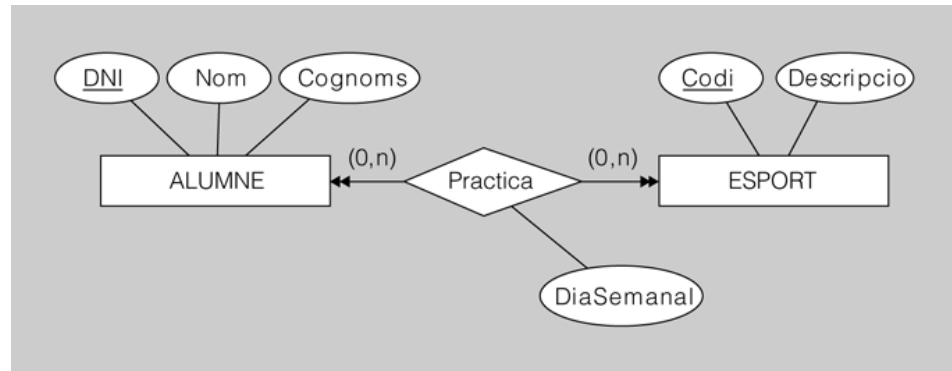 DNI
Nom
Cognoms
Codi
Descripcio
ALUMNE
(0,n)
Practica
(0,n)
ESPORT
DiaSemanal